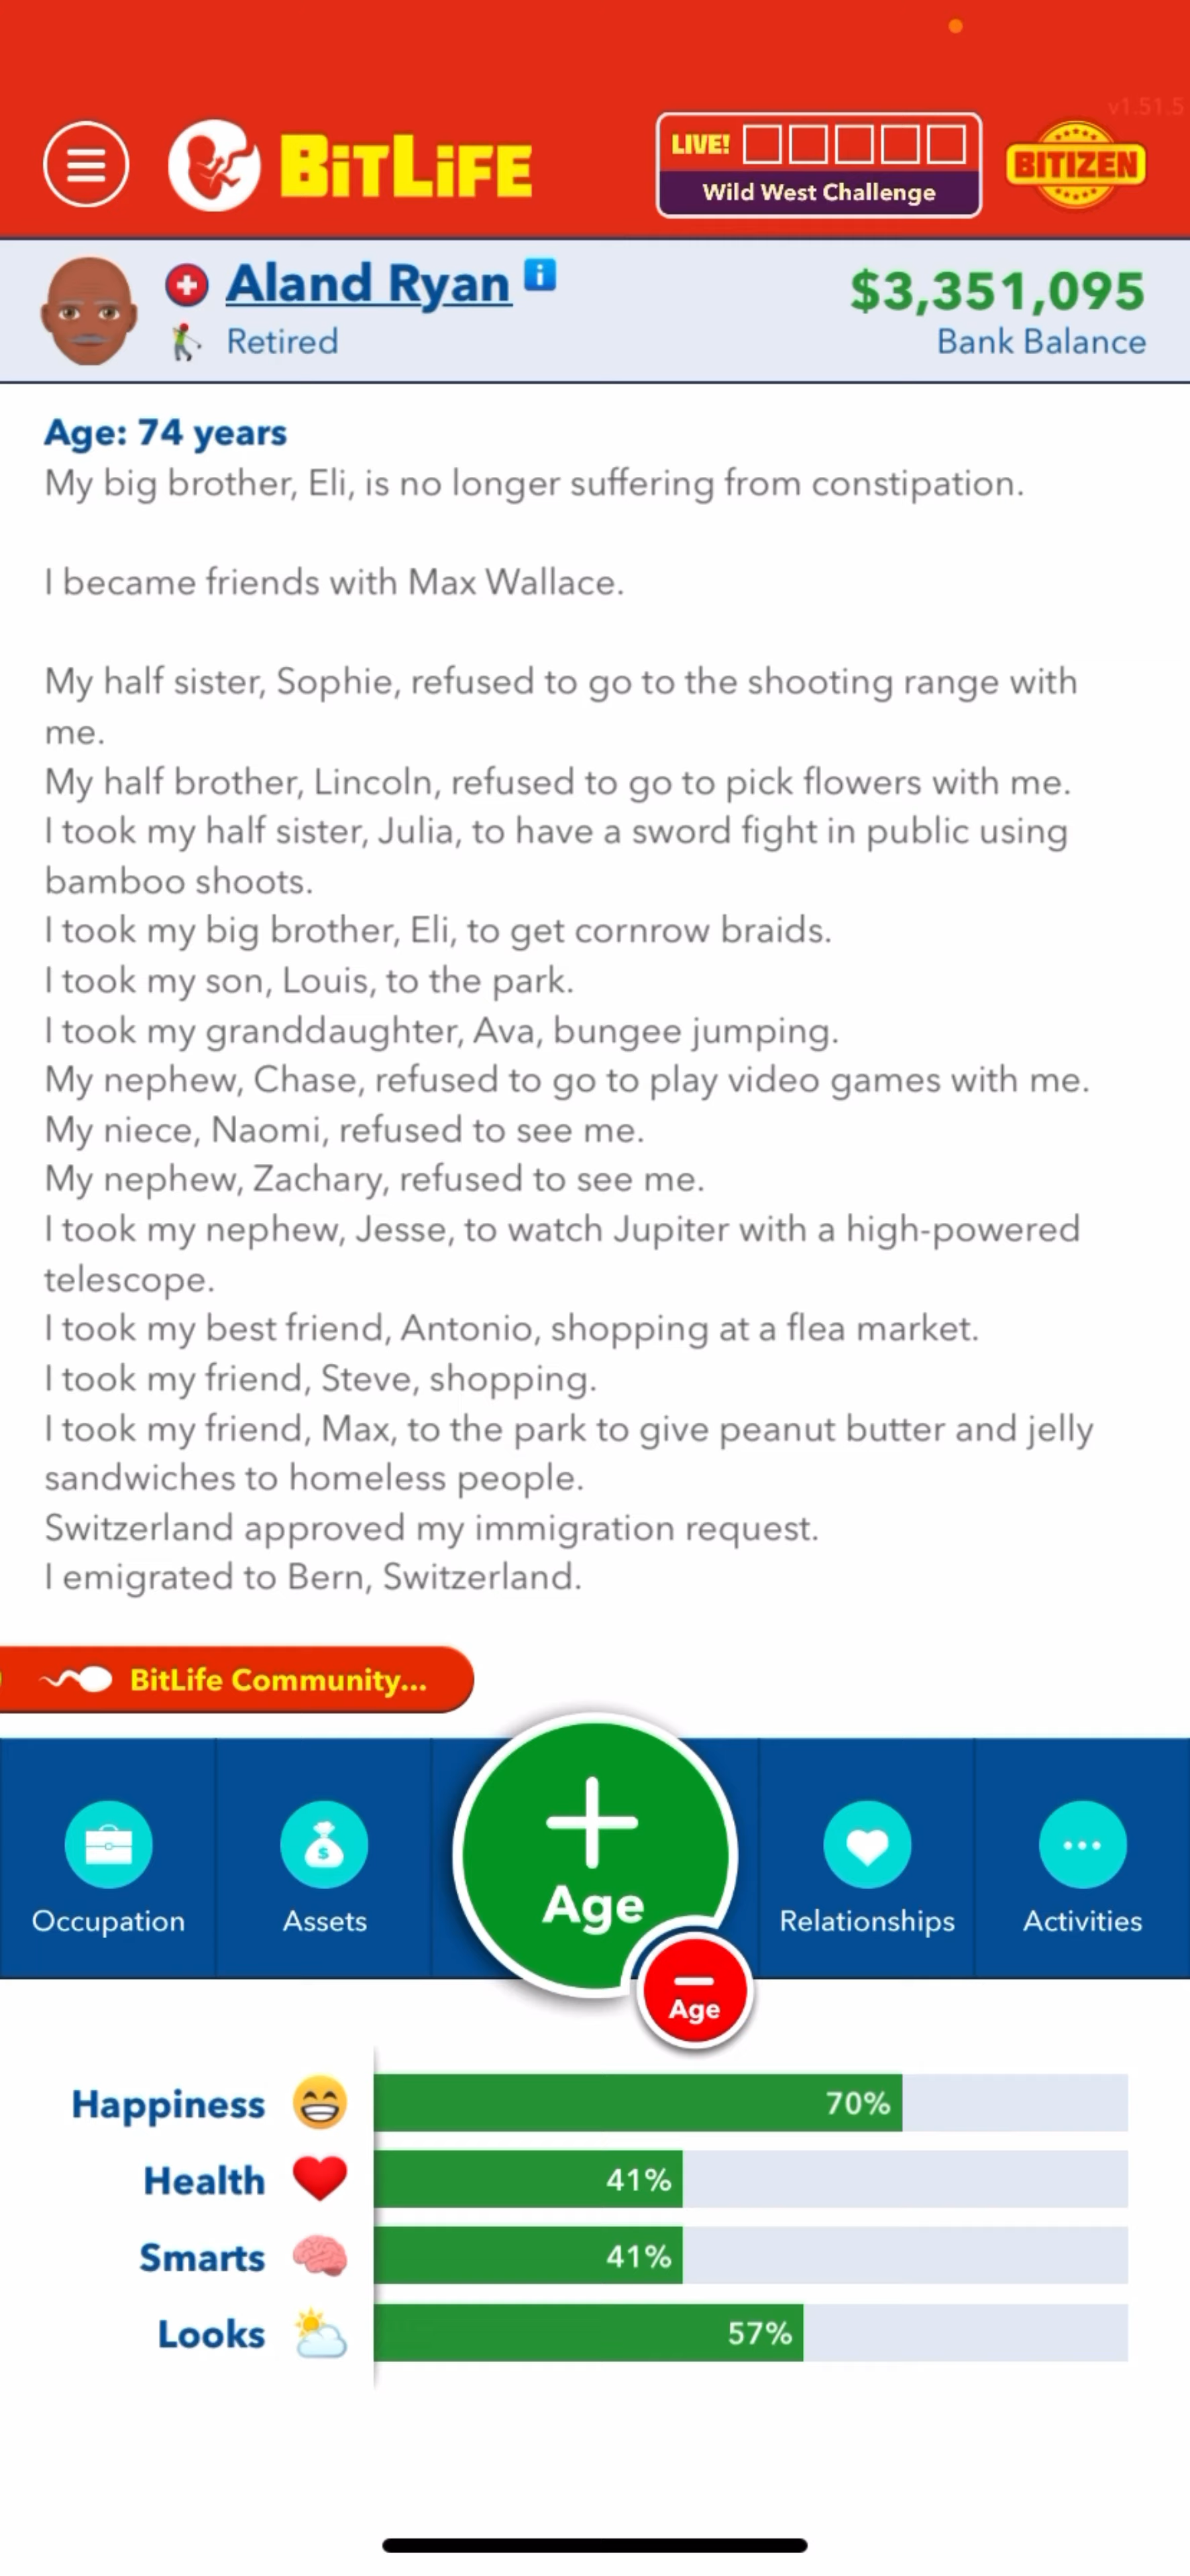 v1.51.5
BitLife
LIVE!
Wild West Challenge
BITIZEN
Aland Ryan
$3,351,095
Retired
Bank Balance
Age: 74 years
My big brother, Eli, is no longer suffering from constipation.
I became friends with Max Wallace.
My half sister, Sophie, refused to go to the shooting range with
me.
My half brother, Lincoln, refused to go to pick flowers with me.
I took my half sister, Julia, to have a sword fight in public using
bamboo shoots.
I took my big brother, Eli, to get cornrow braids.
I took my son, Louis, to the park.
I took my granddaughter, Ava, bungee jumping.
My nephew, Chase, refused to go to play video games with me.
My niece, Naomi, refused to see me.
My nephew, Zachary, refused to see me.
I took my nephew, Jesse, to watch Jupiter with a high-powered
telescope.
I took my best friend, Antonio, shopping at a flea market.
I took my friend, Steve, shopping.
I took my friend, Max, to the park to give peanut butter and jelly
sandwiches to homeless people.
Switzerland approved my immigration request.
I emigrated to Bern, Switzerland.
BitLife Community...
Occupation
Assets
Age
Relationships
Activities
Age
Happiness
70%
Health
41%
Smarts
41%
Looks
57%